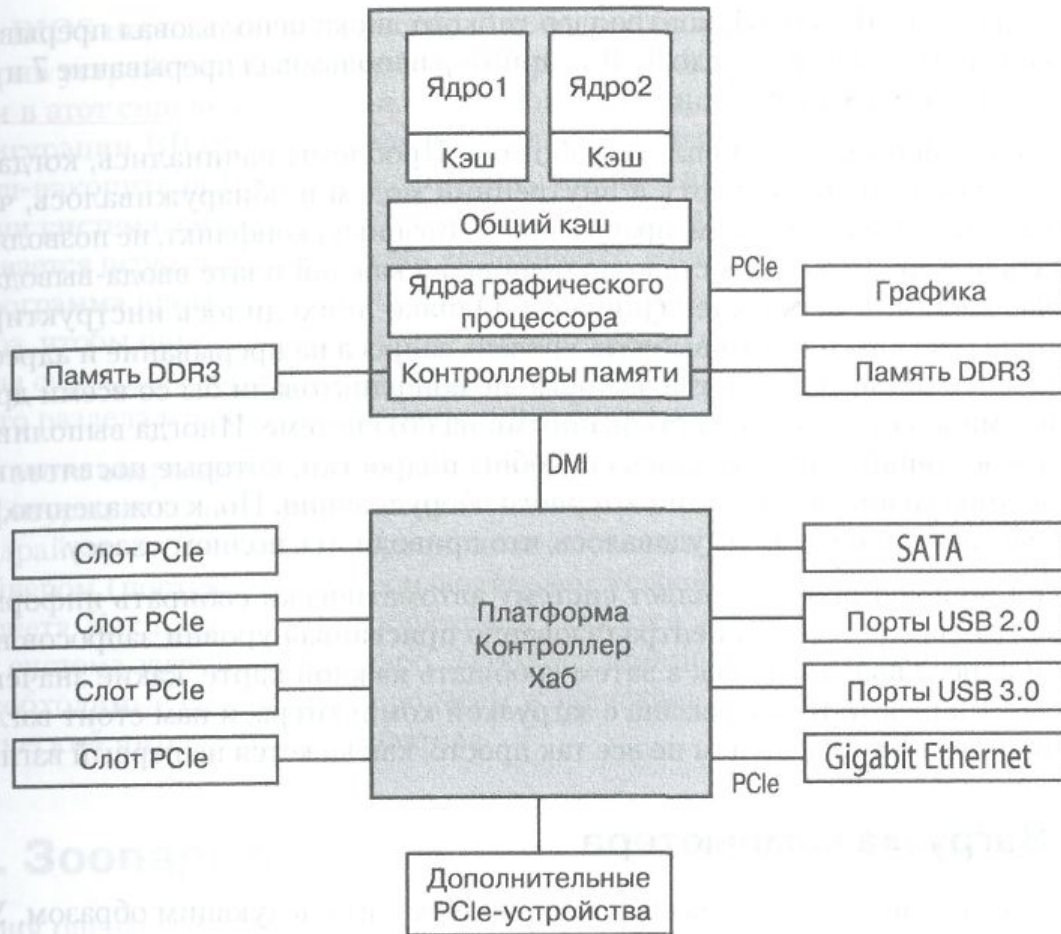 Ядро1
Ядро2
Кэш
Кэш
Общий кэш
Ядра графического
процессора
PCIe
Графика
Память DDR3
Контроллеры памяти
Память DDR3
DMI
Слот PCIe
SATA
Слот PCIe
Платформа
Контроллер
Хаб
Порты USB 2.0
Слот PCIe
Порты USB 3.0
Слот PCIe
Gigabit Ethernet
PCIe
Дополнительные
PCIe-устройства